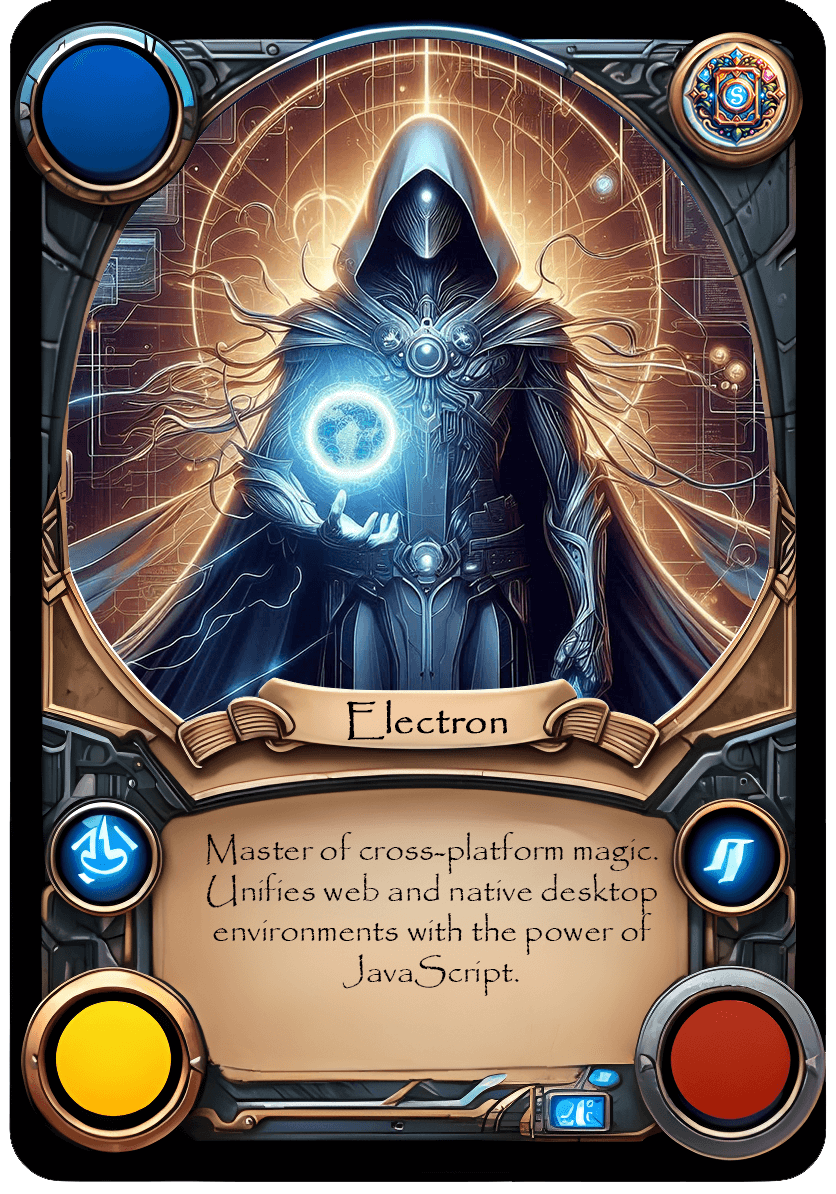 S
Electron
Master of cross-platform magic.
Unifies web and native desktop
environments with the power of
JavaScript.